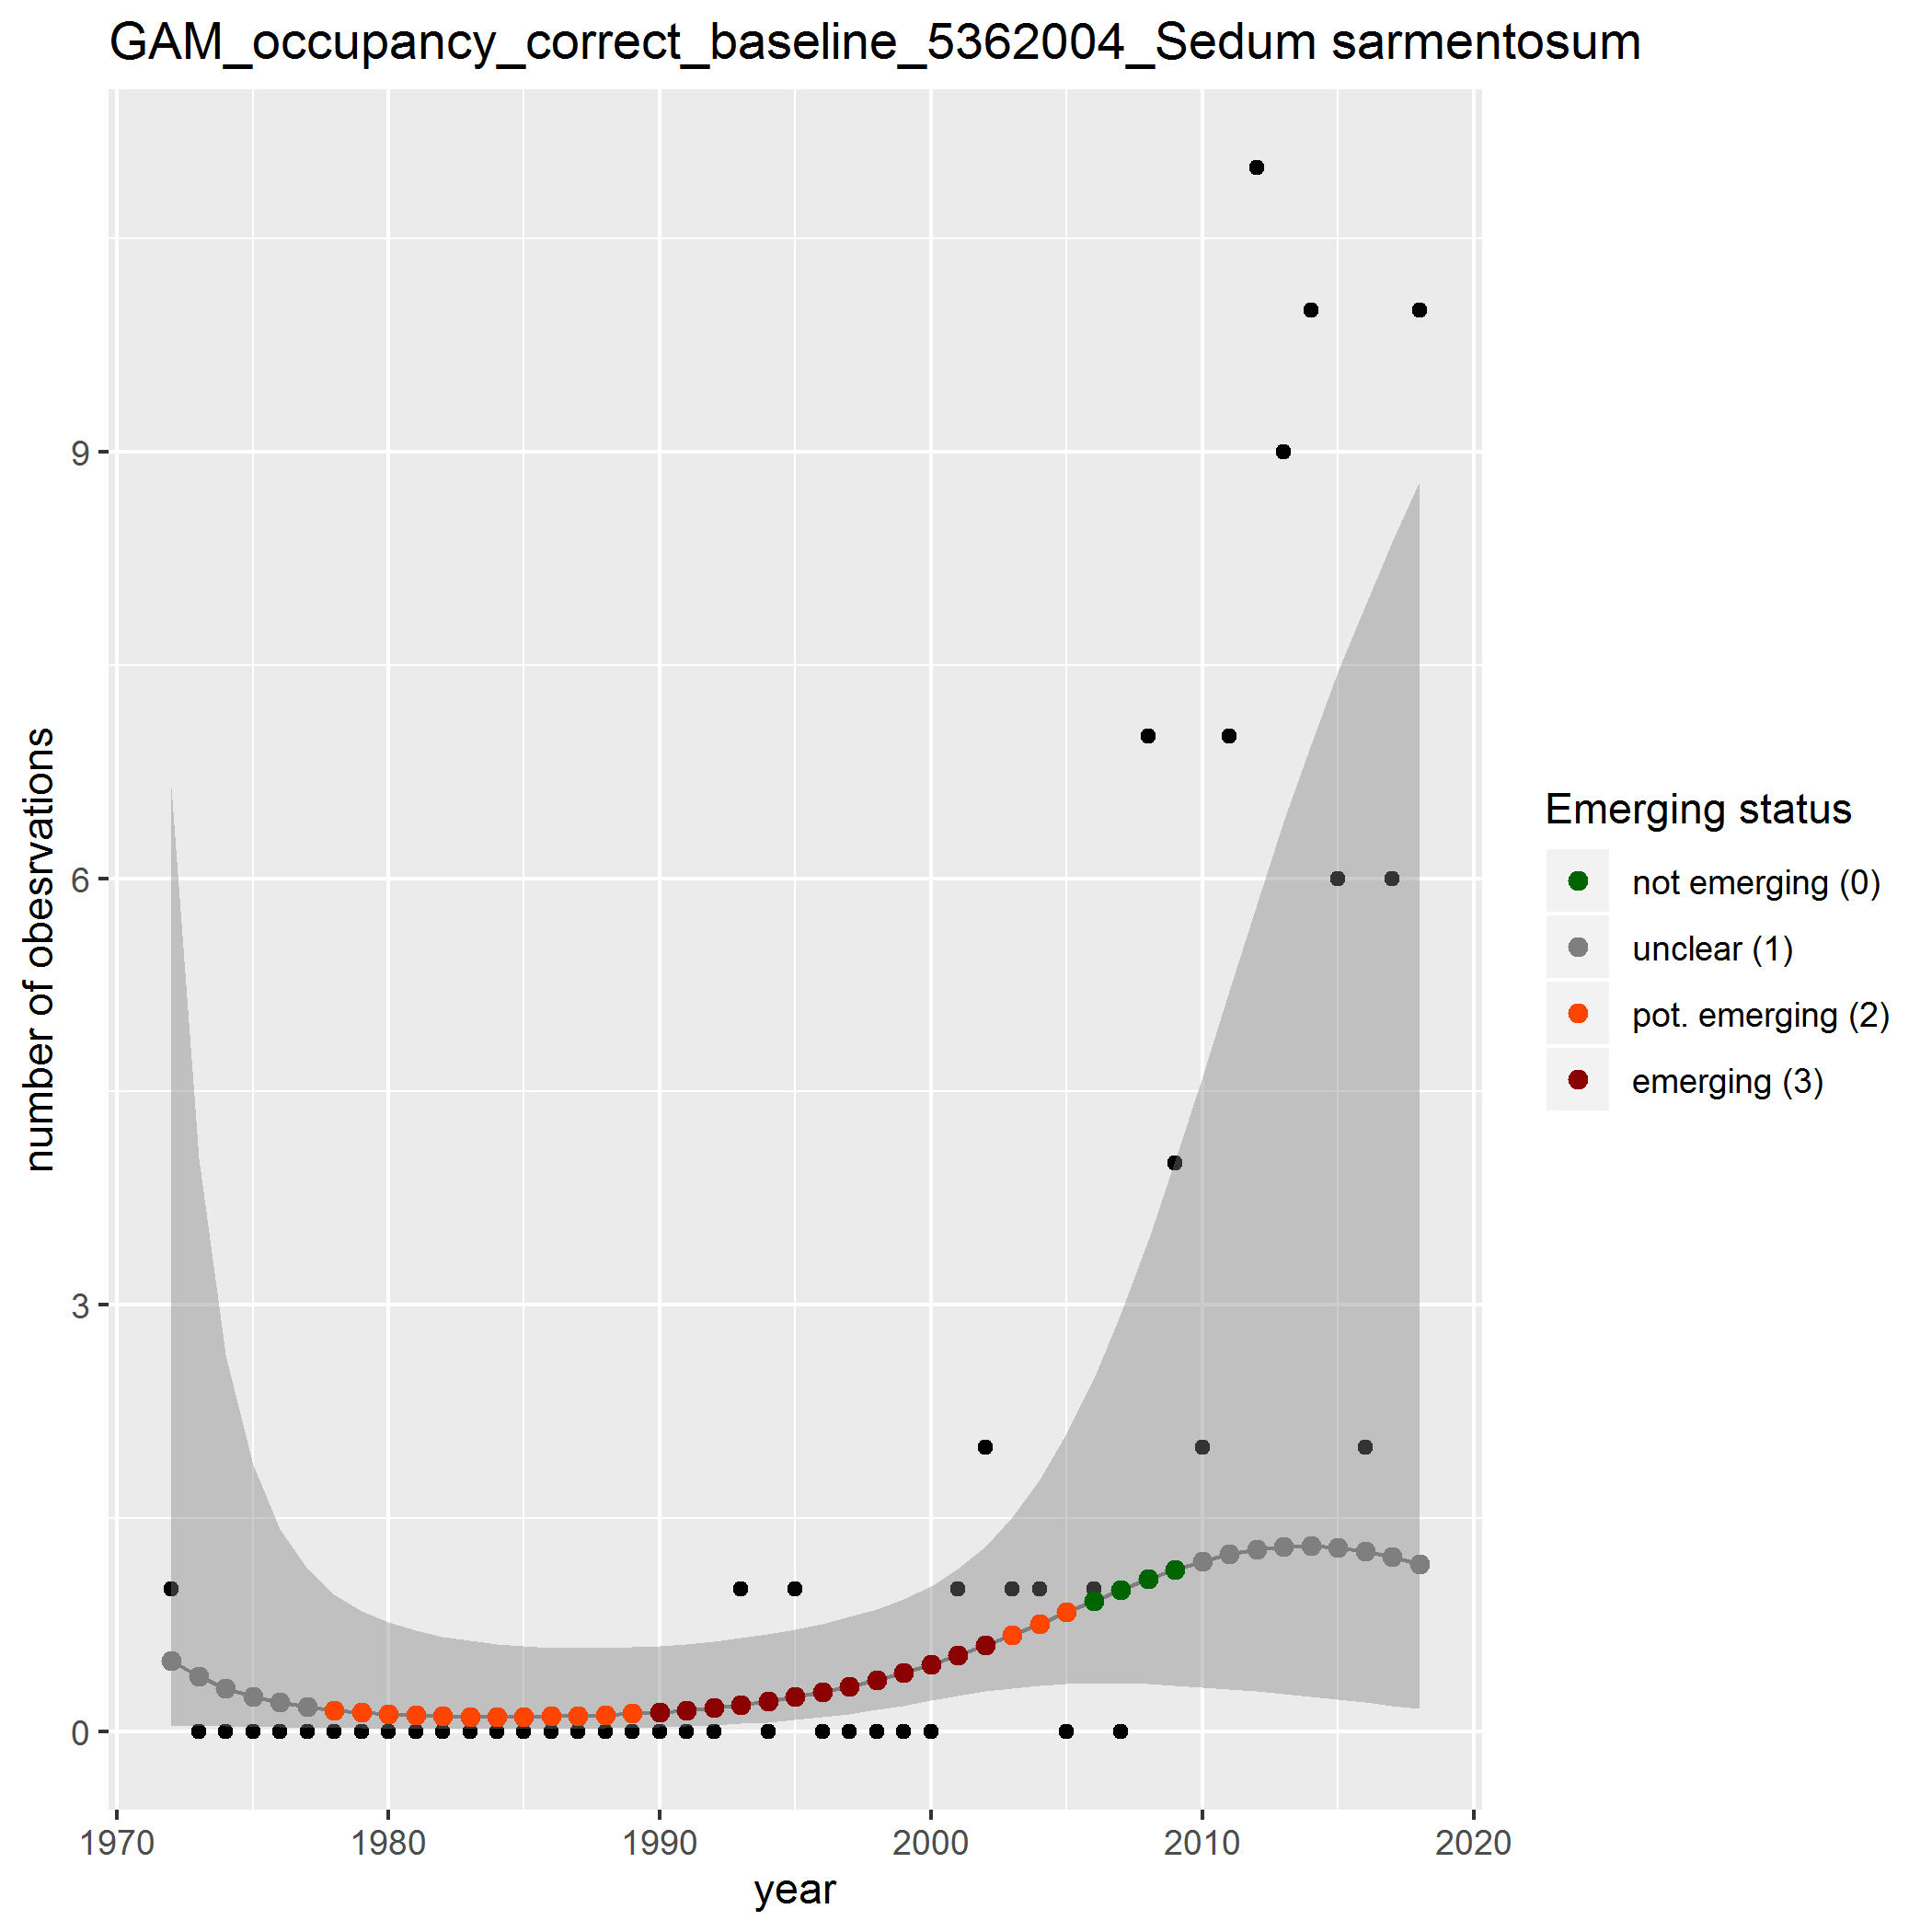 GAM_occupancy_correct_baseline_5362004_Sedum sarmentosum
number of obesrvations
9
6
3
0
1970
1980
1990
2000
2010
2020
year
Emerging status
not emerging (0)
unclear (1)
pot. emerging (2)
emerging (3)